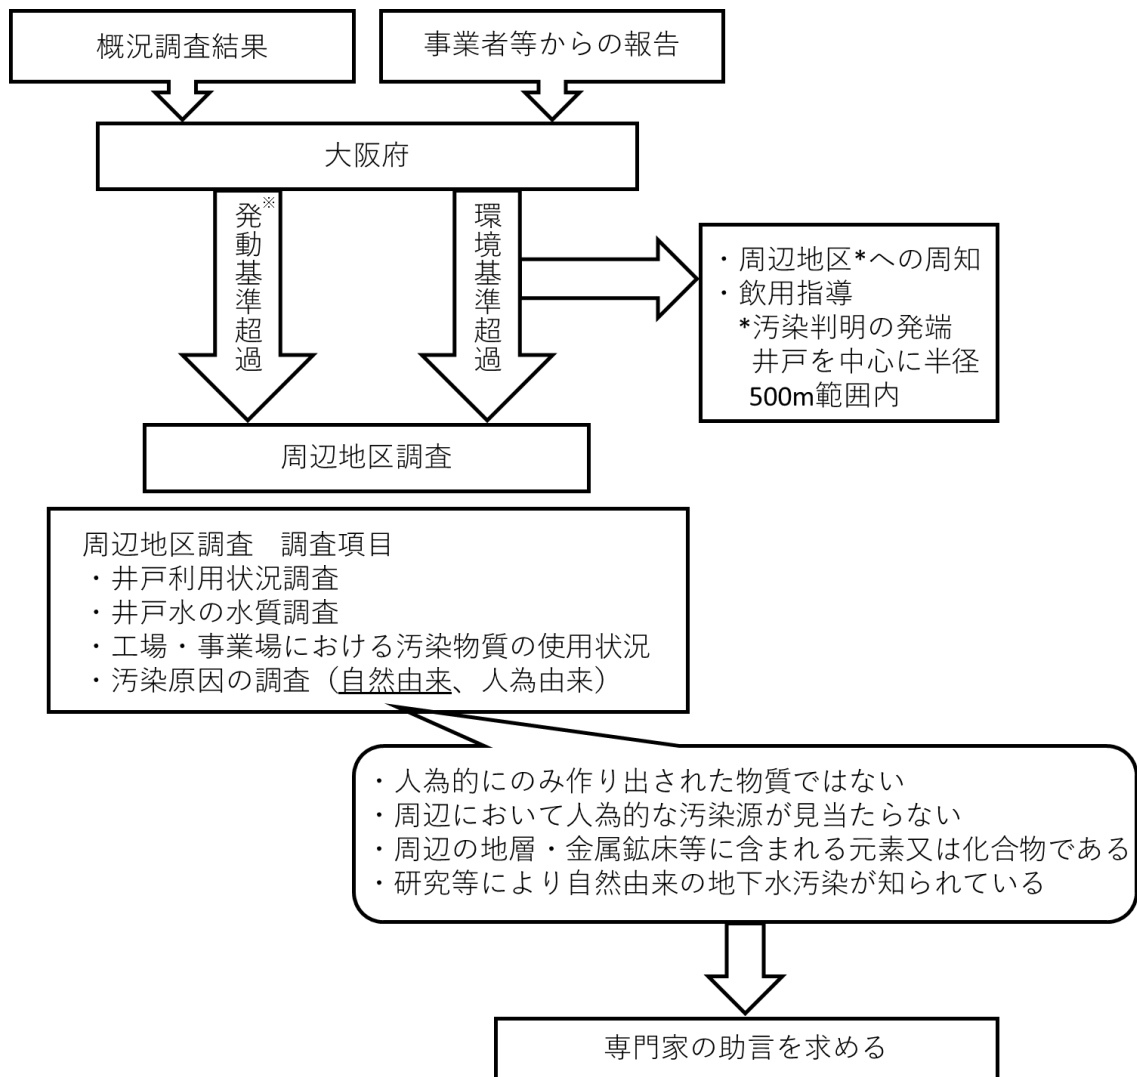 概況調査結果
事業者等からの報告
大阪府
発動基準超過※
環境基準超過
・周辺地区*への周知
・飲用指導
*汚染判明の発端
井戸を中心に半径
500m範囲内
周辺地区調査
周辺地区調査　調査項目
・井戸利用状況調査
・井戸水の水質調査
・工場・事業場における汚染物質の使用状況
・汚染原因の調査（自然由来、人為由来）
・人為的にのみ作り出された物質ではない
・周辺において人為的な汚染源が見当たらない
・周辺の地層・金属鉱床等に含まれる元素又は化合物である
・研究等により自然由来の地下水汚染が知られている
専門家の助言を求める